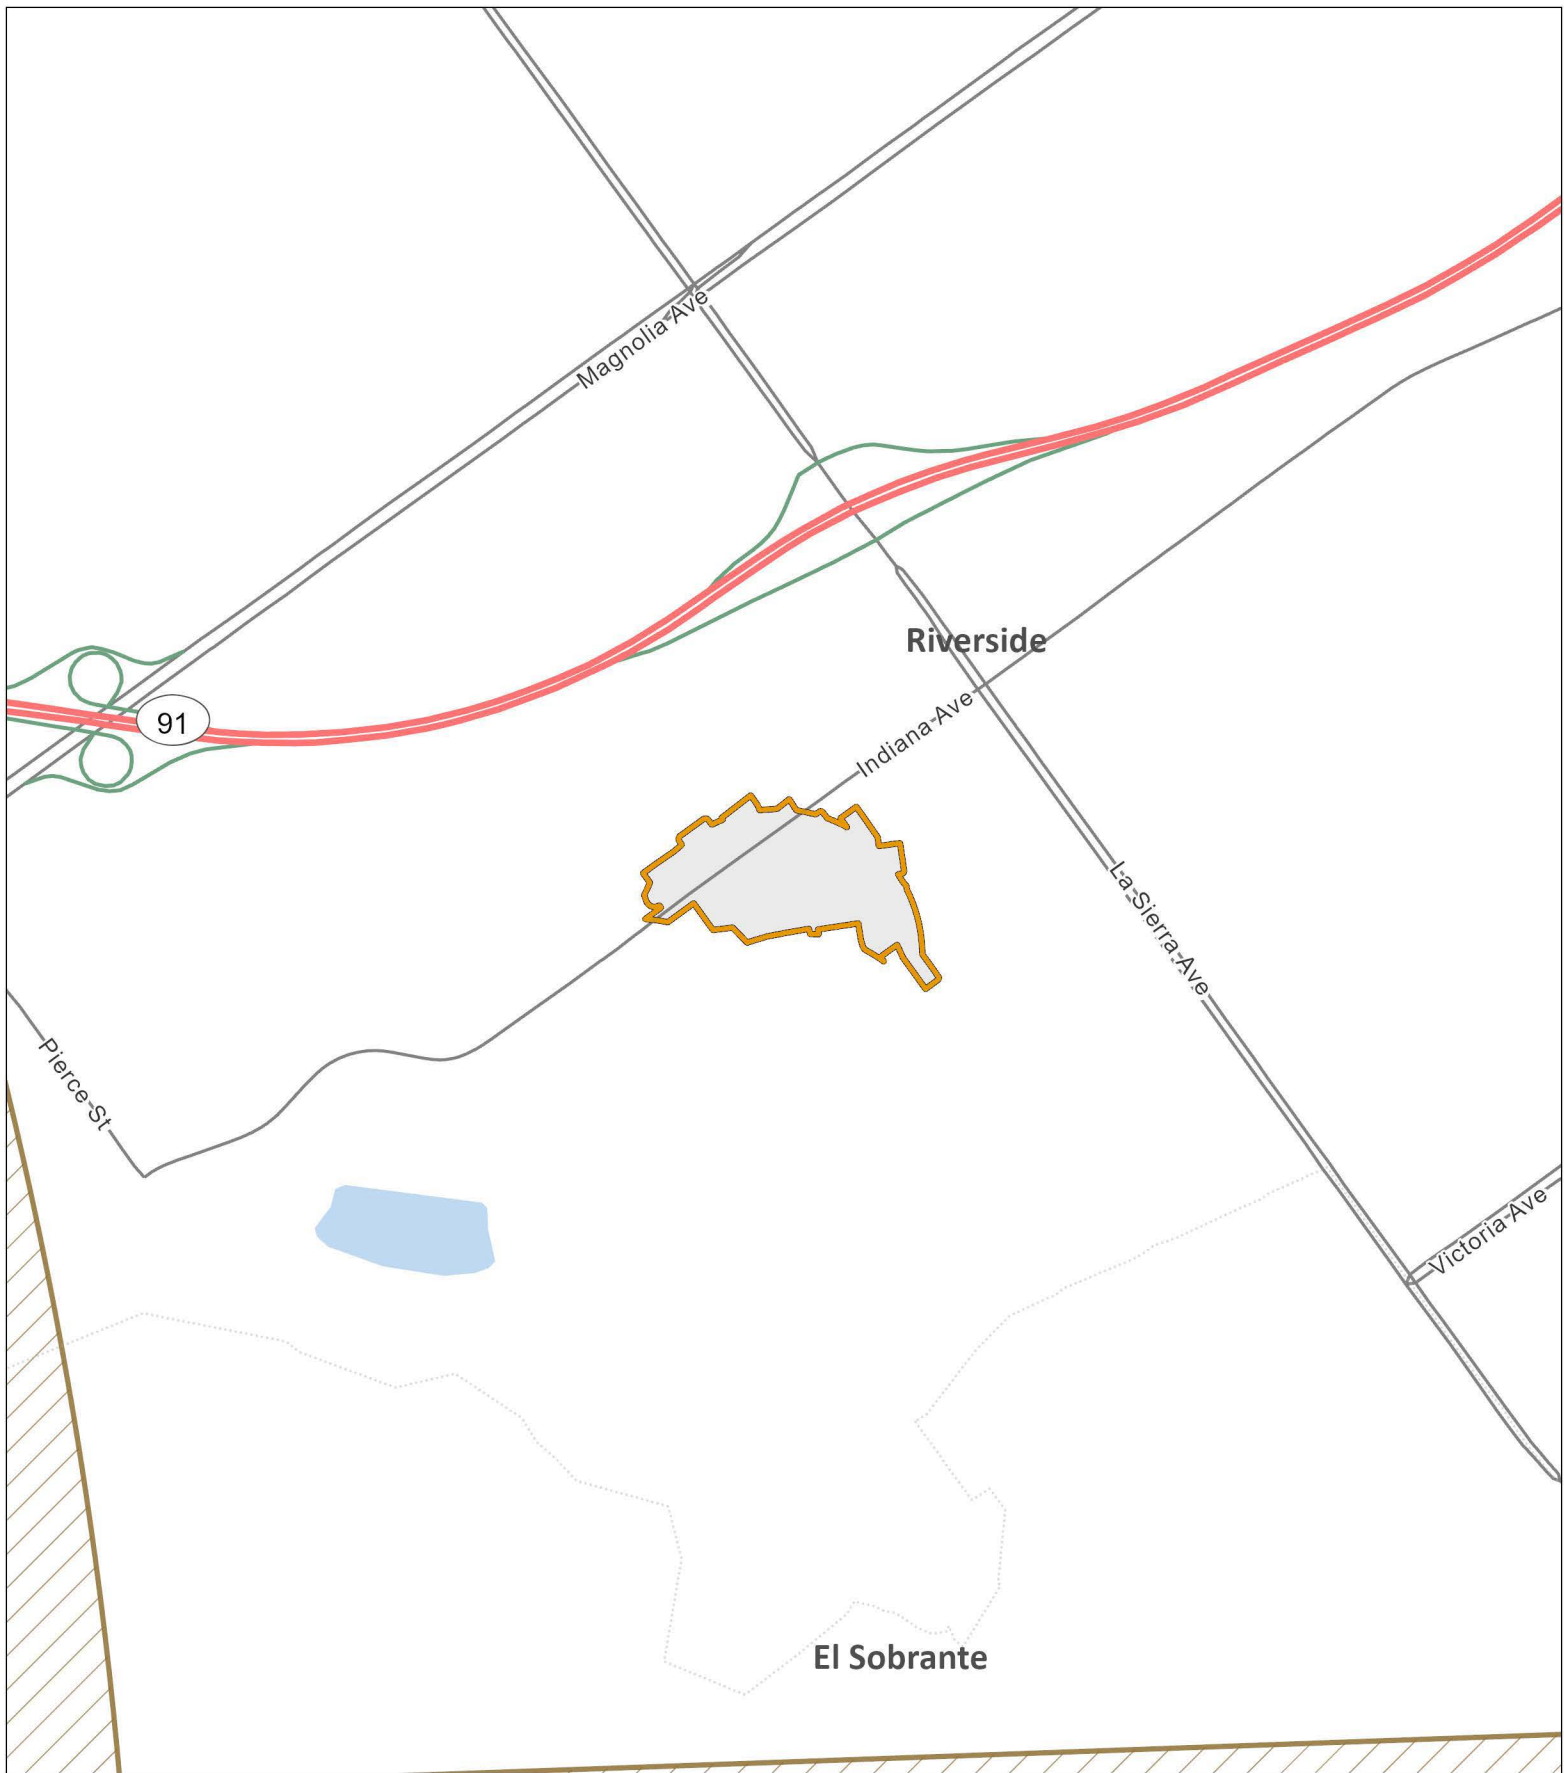 Magnolia Ave
Riverside
91
Indiana Ave
La Sierra Ave
Pierce St
Victoria Ave
El Sobrante